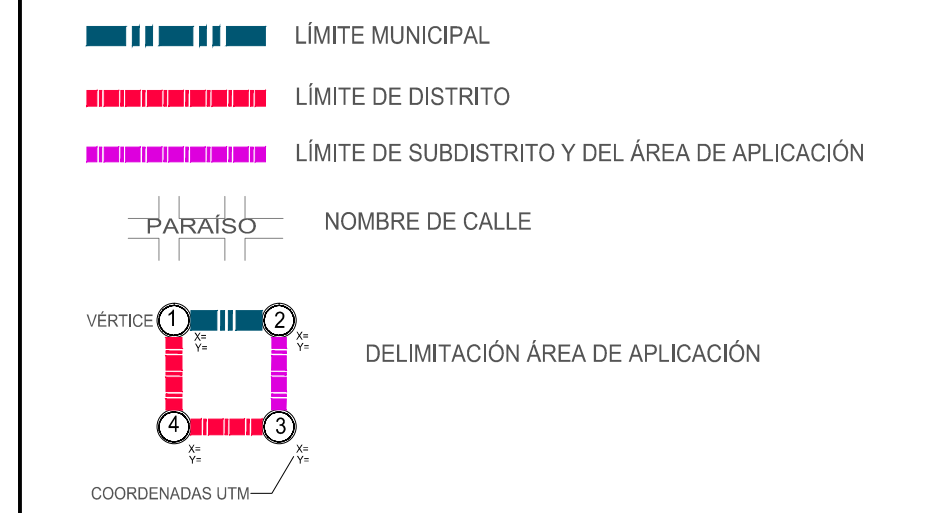 LÍMITE MUNICIPAL
LÍMITE DE DISTRITO
LÍMITE DE SUBDISTRITO Y DEL ÁREA DE APLICACIÓN
PARAÍSO
NOMBRE DE CALLE
VÉRTICE
1
2
X=
Y=
X=
Y=
DELIMITACIÓN ÁREA DE APLICACIÓN
4
3
X=
Y=
X=
Y=
COORDENADAS UTM